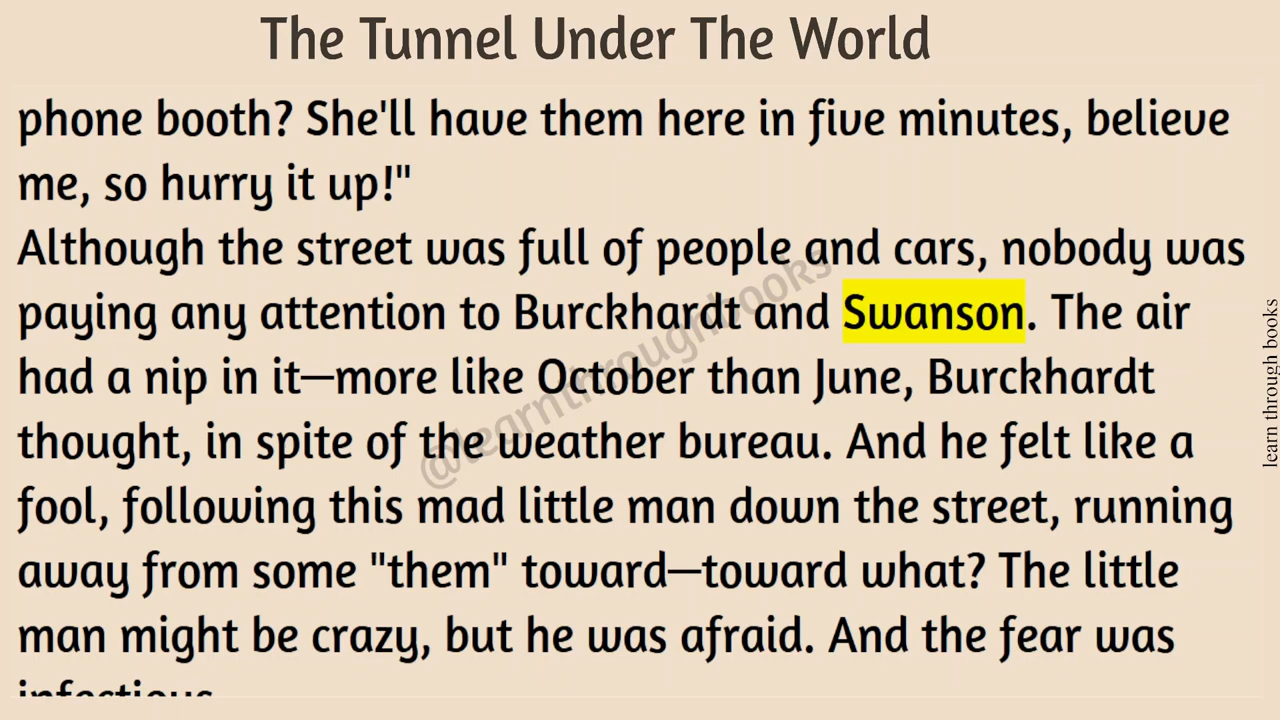 The Tunnel Under The World
phone booth? She'll have them here in five minutes, believe
me, so hurry it up!"
Although the street was full of people and cars, nobody was
paying any attention to Burckhardt and Swanson. The air
had a nip in it—more like October than June, Burckhardt
thought, in spite of the weather bureau. And he felt like a
fool, following this mad little man down the street, running
away from some "them" toward—toward what? The little
man might be crazy, but he was afraid. And the fear was
infectious.
@learnthroughbooks
learn through books